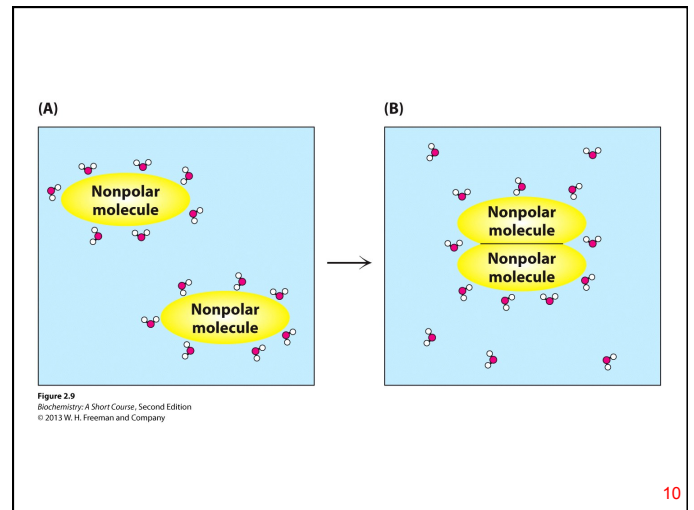 (A)
Nonpolar
molecule
Nonpolar
molecule
(B)
Nonpolar
molecule
Nonpolar
molecule
Figure 2.9
Biochemistry: A Short Course, Second Edition
© 2013 W. H. Freeman and Company
10